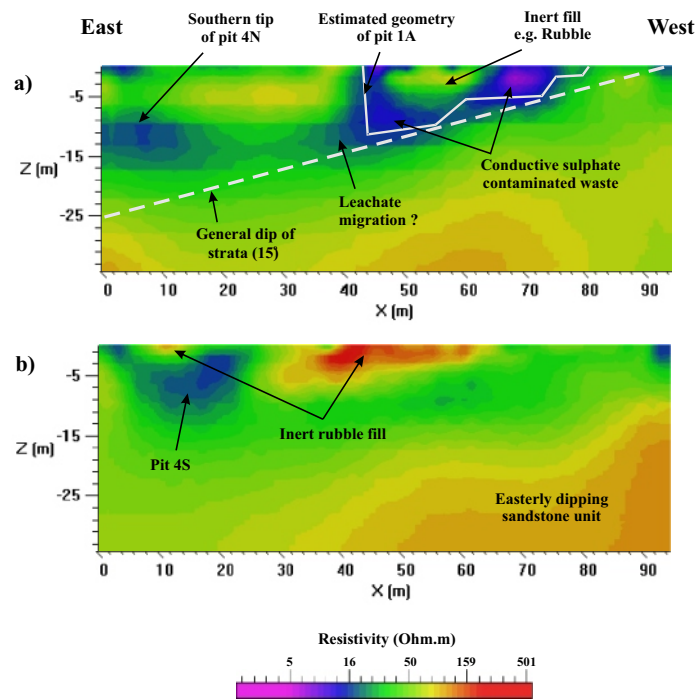 East
Southern tip
of pit 4N
Estimated geometry
of pit 1A
Inert fill
e.g. Rubble
West
a)
-5
-15
-25
Z (m)
Leachate
migration ?
Conductive sulphate
contaminated waste
General dip of
strata (15°)
0 10 20 30 40 50 60 70 80 90
X (m)
b)
-5
-15
-25
Z (m)
Pit 4S
Inert rubble fill
Easterly dipping
sandstone unit
0 10 20 30 40 50 60 70 80 90
X (m)
Resistivity (Ohm.m)
5 16 50 159 501